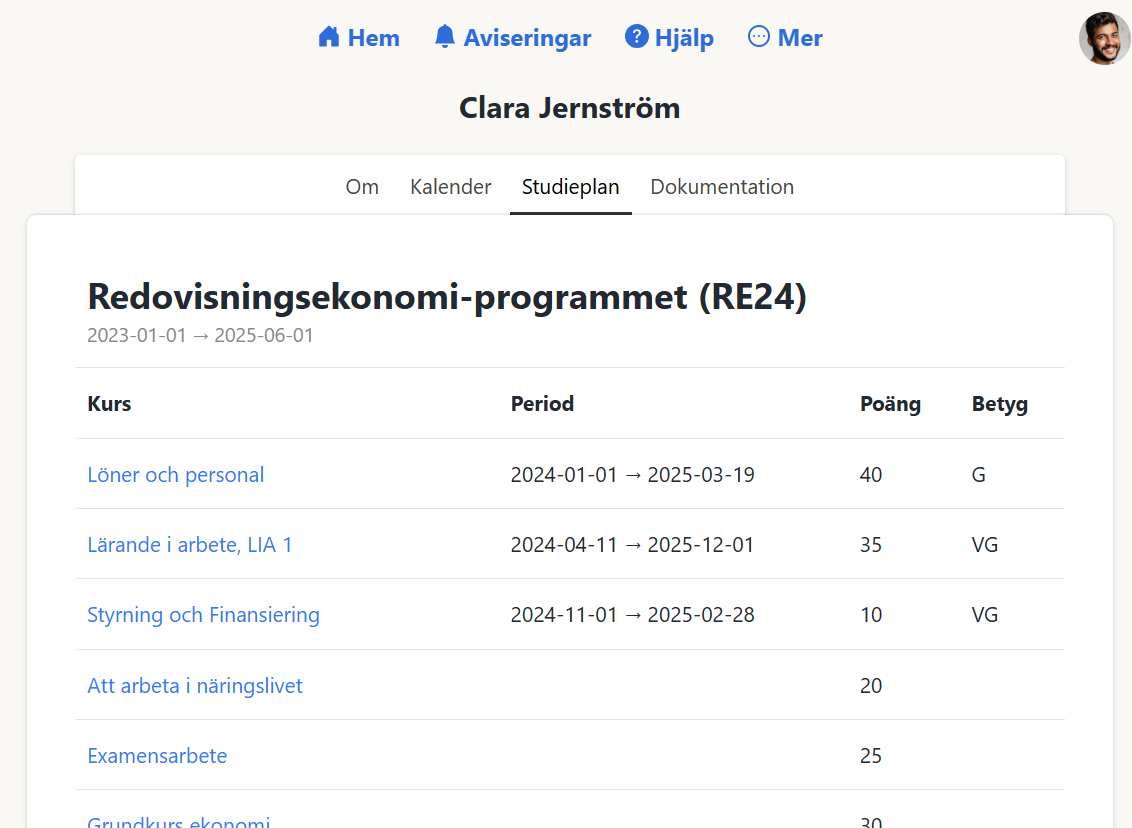 Hem Aviseringar Hjälp Mer
Clara Jernström
Om Kalender Studieplan Dokumentation
Redovisningsekonomi-programmet (RE24)
2023-01-01 → 2025-06-01
Kurs Period Poäng Betyg
Löner och personal 2024-01-01 → 2025-03-19 40 G
Lärande i arbete, LIA 1 2024-04-11 → 2025-12-01 35 VG
Styrning och Finansiering 2024-11-01 → 2025-02-28 10 VG
Att arbeta i näringslivet 20
Examensarbete 25
Grundkurs ekonomi 30